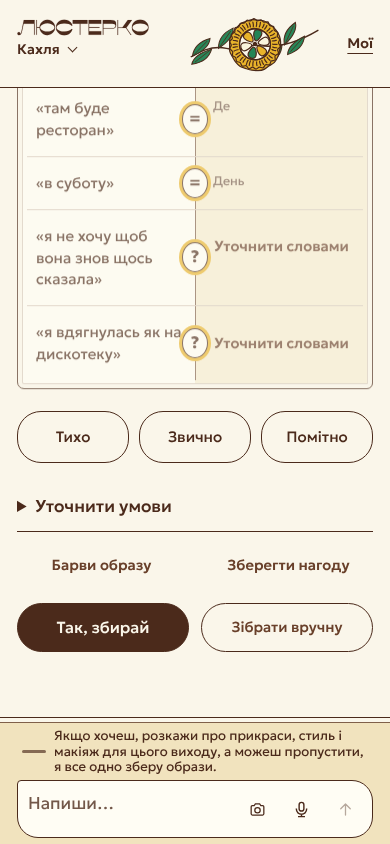 ЛЮСТЕРКО
Кахля
Мої
«там буде
ресторан»
=
Де
«в суботу»
=
День
«я не хочу щоб
вона знов щось
сказала»
?
Уточнити словами
«я вдягнулась як на
дискотеку»
?
Уточнити словами
Тихо
Звично
Помітно
Уточнити умови
Барви образу
Зберегти нагоду
Так, збирай
Зібрати вручну
Якщо хочеш, розкажи про прикраси, стиль і
макіяж для цього виходу, а можеш пропустити,
я все одно зберу образи.
Напиши...